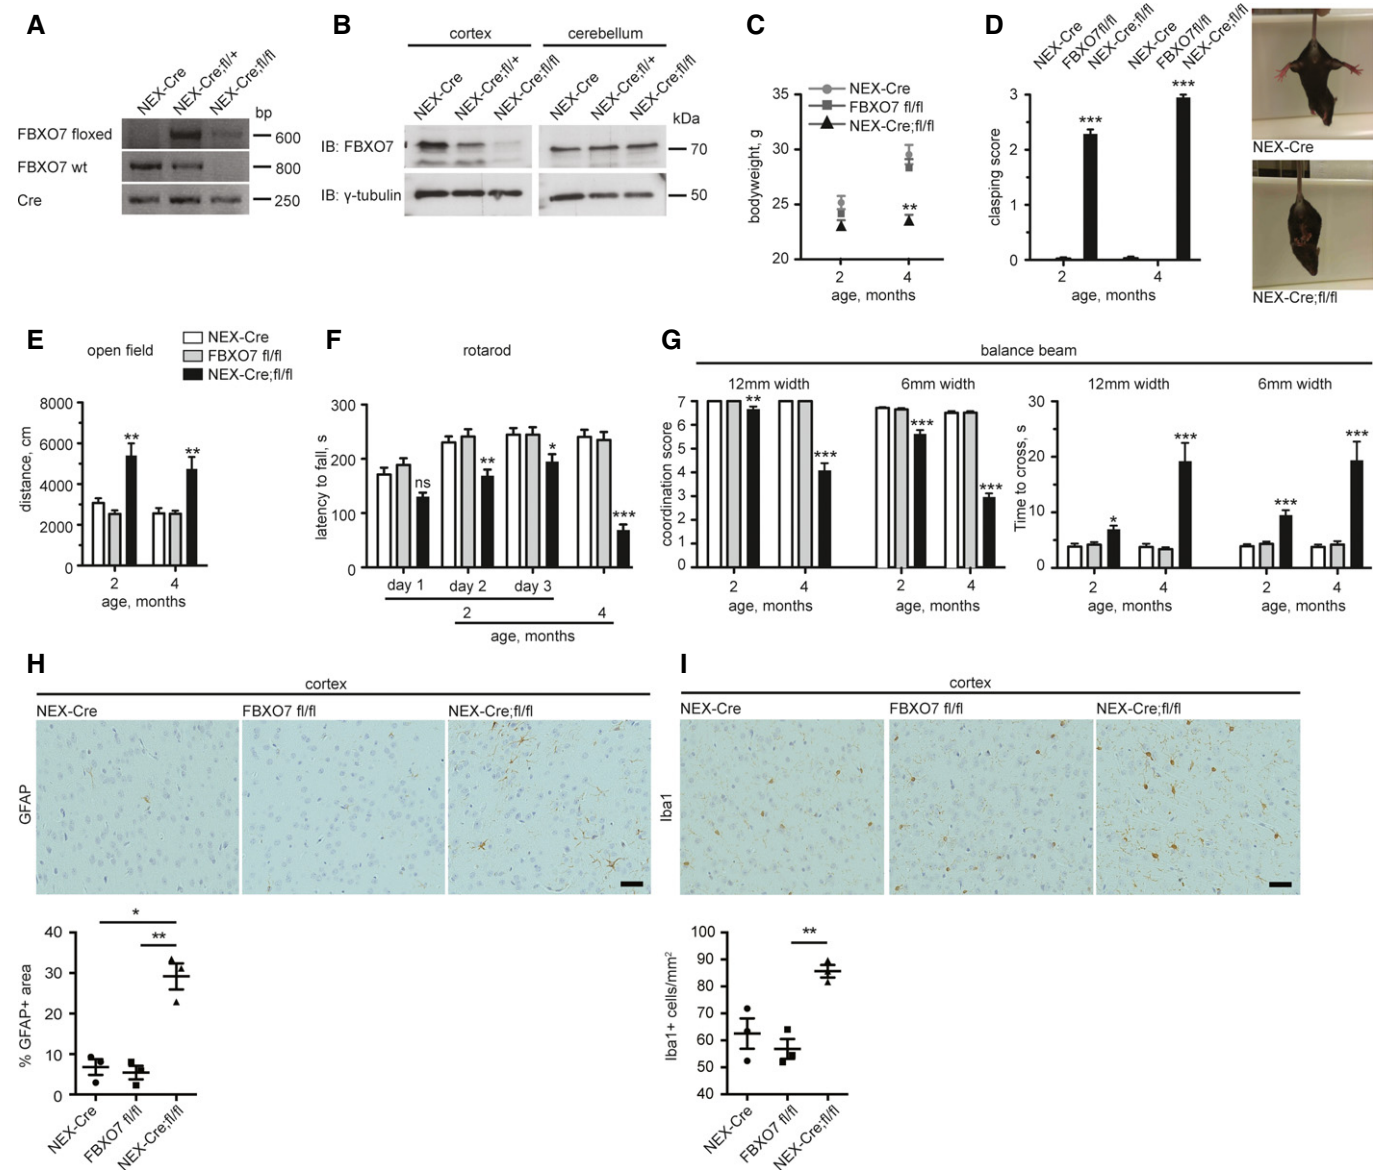 A
NEX-Cre
NEX-Cre;fl/+
NEX-Cre;fl/fl
bp
FBXO7 floxed
600
FBXO7 wt
800
Cre
250
B
cortex
cerebellum
NEX-Cre
NEX-Cre;fl/+
NEX-Cre;fl/fl
NEX-Cre
NEX-Cre;fl/+
NEX-Cre;fl/fl
kDa
IB: FBXO7
70
IB: γ-tubulin
50
C
NEX-Cre
FBXO7 fl/fl
NEX-Cre;fl/fl
bodyweight, g
35
30
25
20
**
2
4
age, months
D
NEX-Cre
FBXO7fl/fl
NEX-Cre;fl/fl
NEX-Cre
FBXO7fl/fl
NEX-Cre;fl/fl
clasping score
3
2
1
0
***
***
2
4
age, months
NEX-Cre
NEX-Cre;fl/fl
E
open field
NEX-Cre
FBXO7 fl/fl
NEX-Cre;fl/fl
distance, cm
8000
6000
4000
2000
0
**
**
2
4
age, months
F
rotarod
latency to fall, s
300
200
100
0
ns
**
*
***
day 1
day 2
day 3
2
4
age, months
G
balance beam
12mm width
6mm width
12mm width
6mm width
coordination score
7
6
5
4
3
2
1
0
**
***
***
***
2
4
2
4
age, months
age, months
Time to cross, s
30
20
10
0
*
***
***
***
2
4
2
4
age, months
age, months
H
cortex
NEX-Cre
FBXO7 fl/fl
NEX-Cre;fl/fl
GFAP
% GFAP+ area
40
30
20
10
0
*
**
NEX-Cre
FBXO7 fl/fl
NEX-Cre;fl/fl
I
cortex
NEX-Cre
FBXO7 fl/fl
NEX-Cre;fl/fl
Iba1
Iba1+ cells/mm²
100
90
80
70
60
50
40
**
NEX-Cre
FBXO7 fl/fl
NEX-Cre;fl/fl